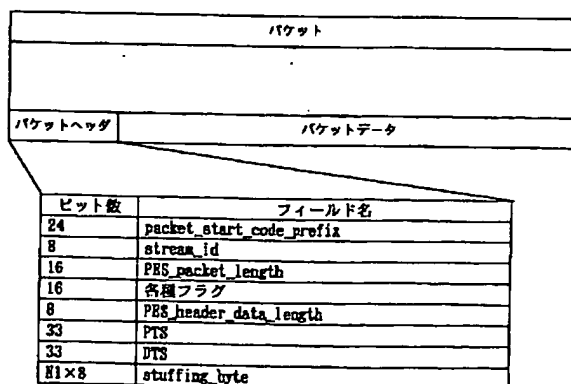 パケット
パケットヘッダ パケットデータ
ビット数 フィールド名
24 packet_start_code_prefix
8 stream_id
16 PES_packet_length
16 各種フラグ
8 PES_header_data_length
33 PTS
33 DTS
N1×8 stuffing_byte